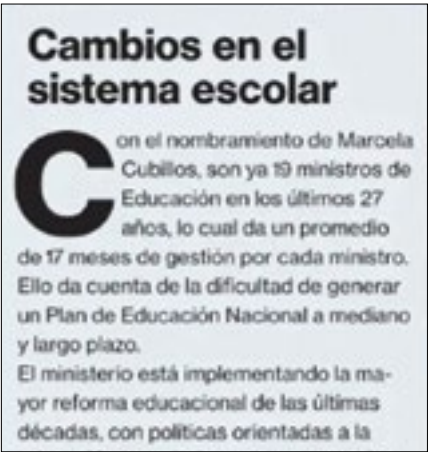 Cambios en el
sistema escolar
Con el nombramiento de Marcela
Cubillos, son ya 19 ministros de
Educación en los últimos 27
años, lo cual da un promedio
de 17 meses de gestión por cada ministro.
Ello da cuenta de la dificultad de generar
un Plan de Educación Nacional a mediano
y largo plazo.
El ministerio está implementando la ma-
yor reforma educacional de las últimas
décadas, con políticas orientadas a la